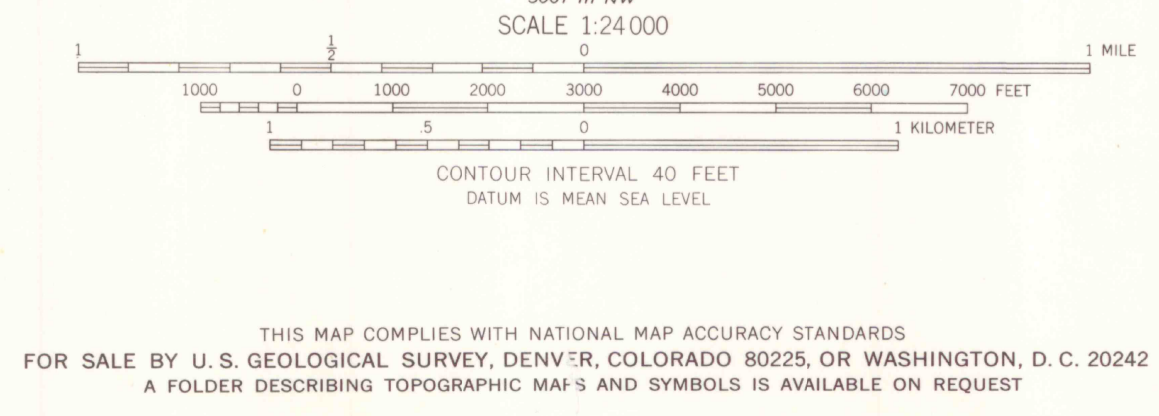 SCALE 1:24 000
1 1/2 0 1 MILE
1000 0 1000 2000 3000 4000 5000 6000 7000 FEET
1 .5 0 1 KILOMETER
CONTOUR INTERVAL 40 FEET
DATUM IS MEAN SEA LEVEL
THIS MAP COMPLIES WITH NATIONAL MAP ACCURACY STANDARDS
FOR SALE BY U. S. GEOLOGICAL SURVEY, DENVER, COLORADO 80225, OR WASHINGTON, D. C. 20242
A FOLDER DESCRIBING TOPOGRAPHIC MAPS AND SYMBOLS IS AVAILABLE ON REQUEST